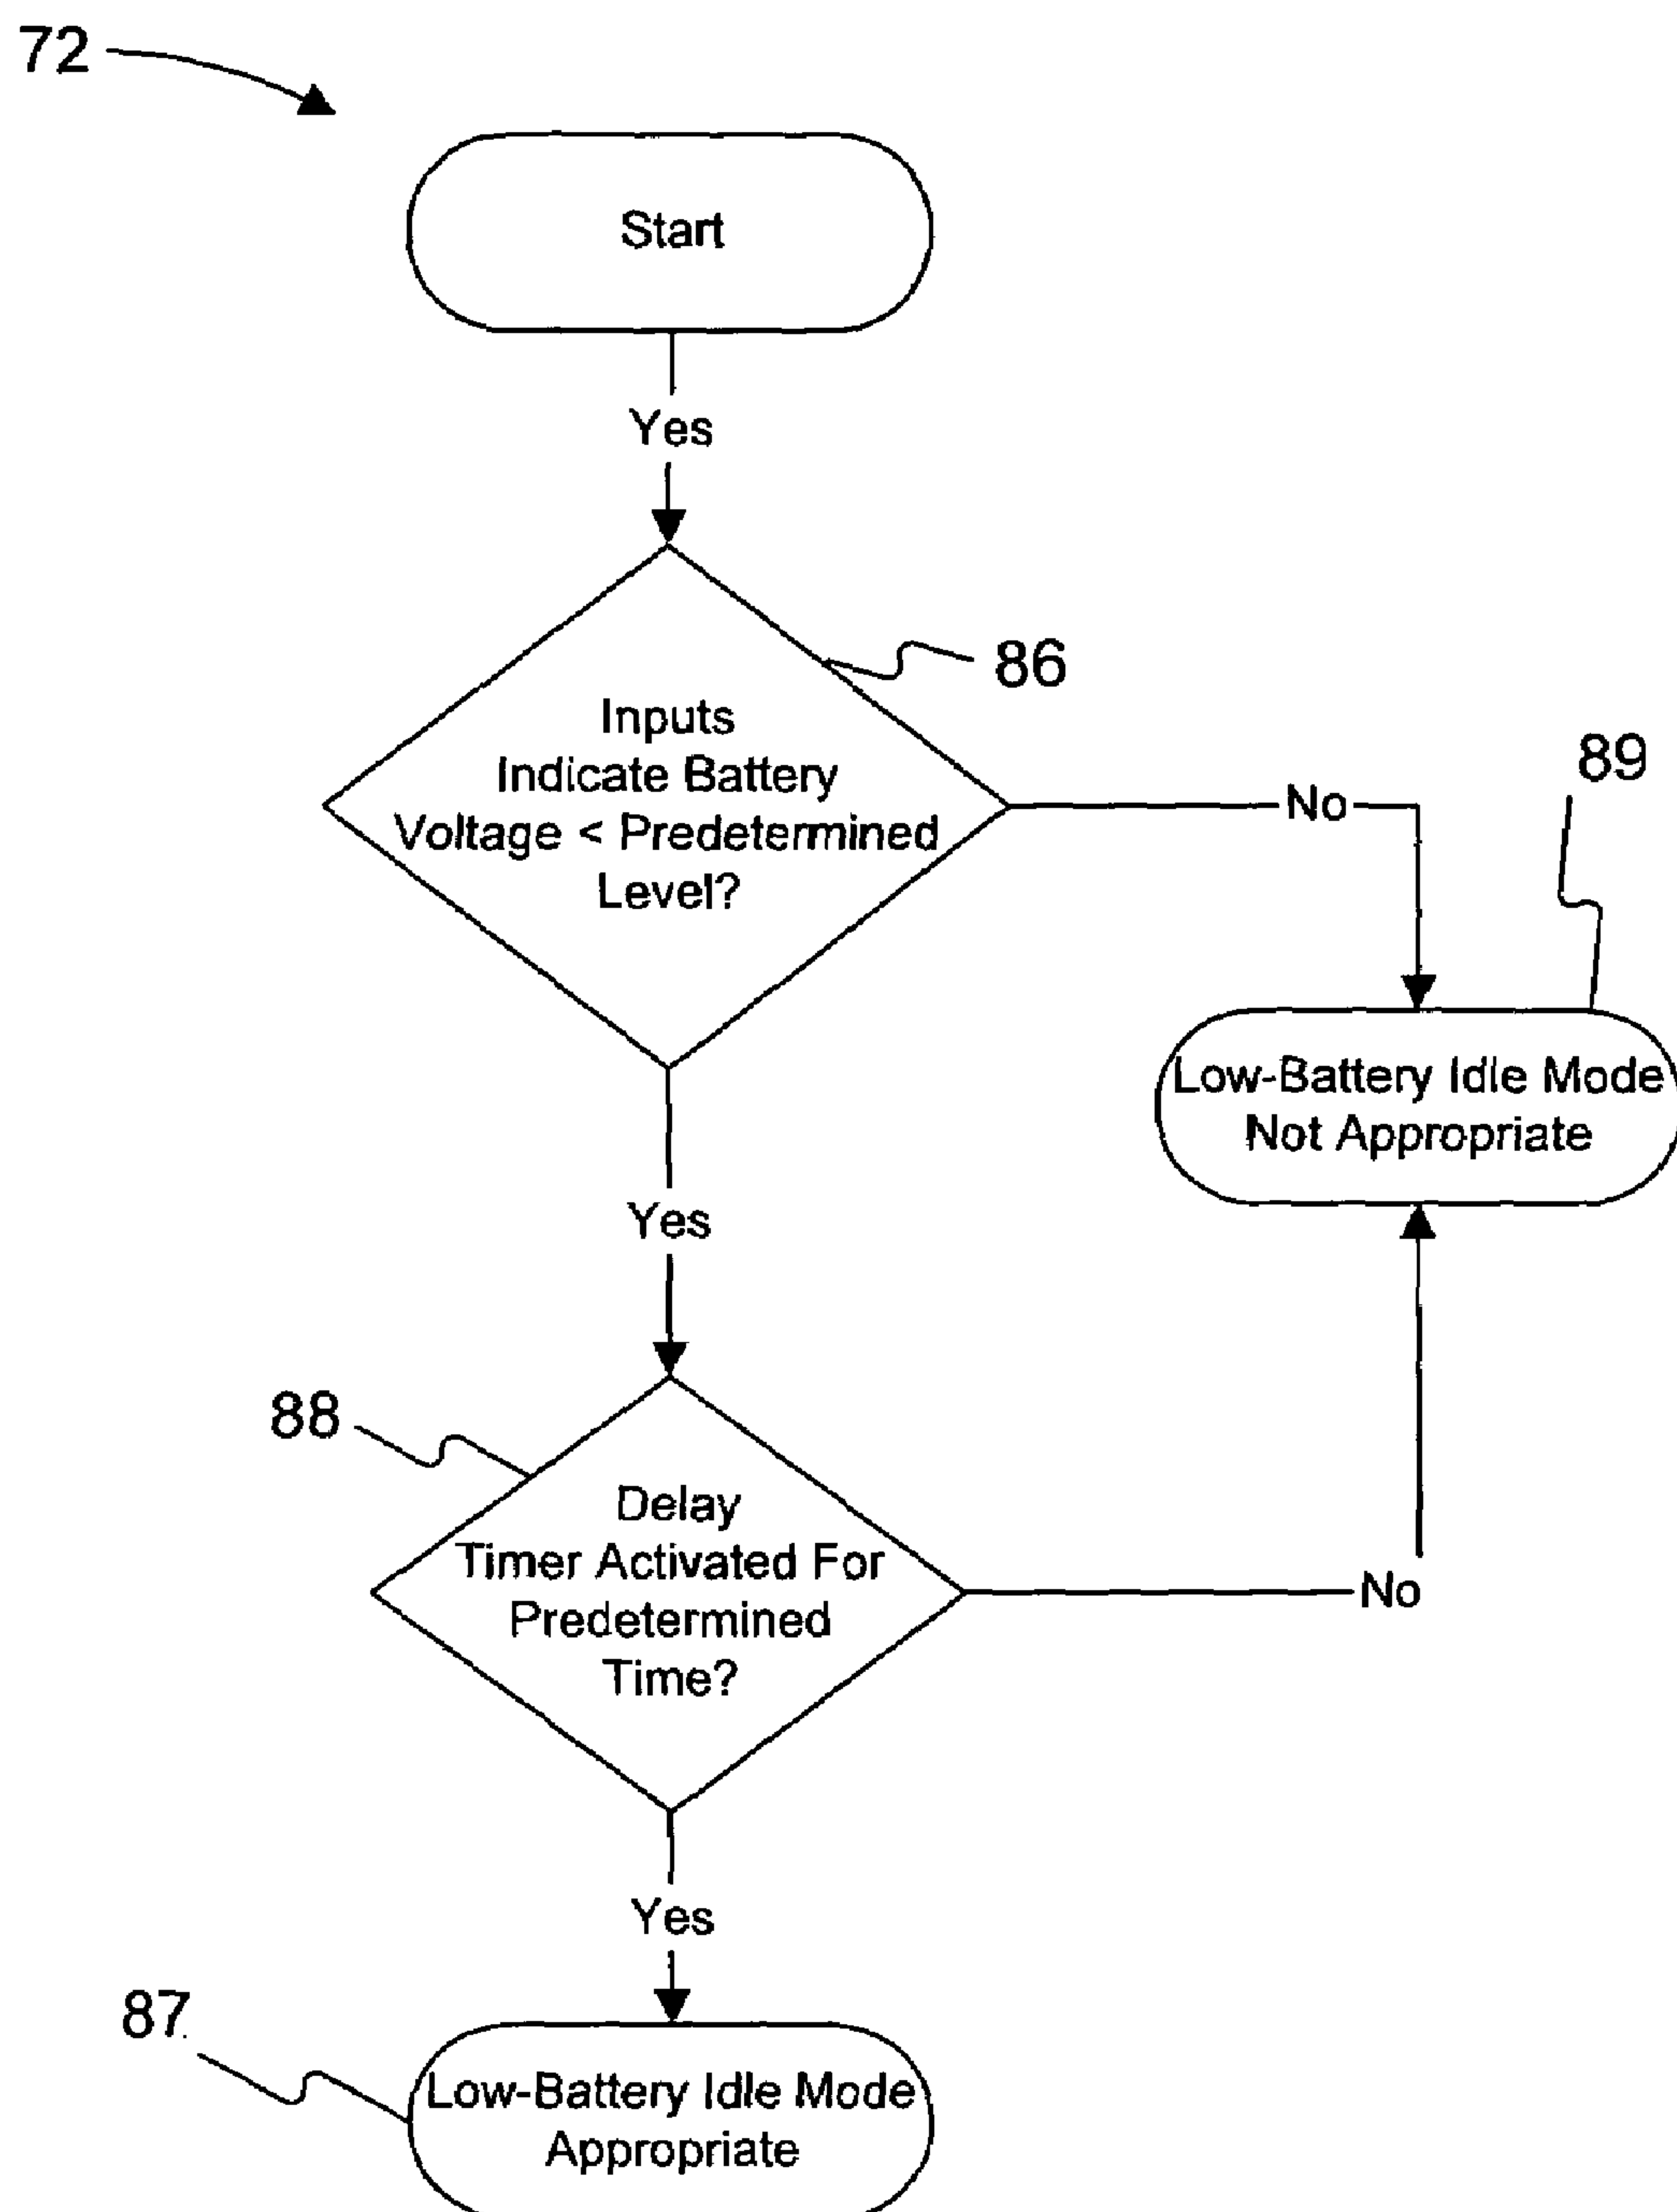 72
Start
Yes
86
Inputs
Indicate Battery
Voltage < Predetermined
Level?
No
89
Low-Battery Idle Mode
Not Appropriate
Yes
88
Delay
Timer Activated For
Predetermined
Time?
No
Yes
87
Low-Battery Idle Mode
Appropriate